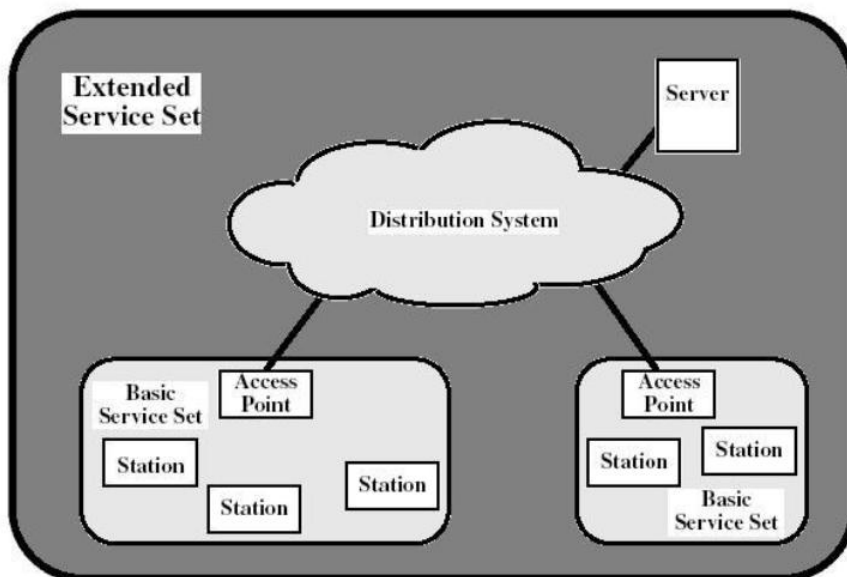 Extended
Service Set
Server
Distribution System
Basic
Service Set
Access
Point
Station
Station
Station
Access
Point
Station
Station
Basic
Service Set